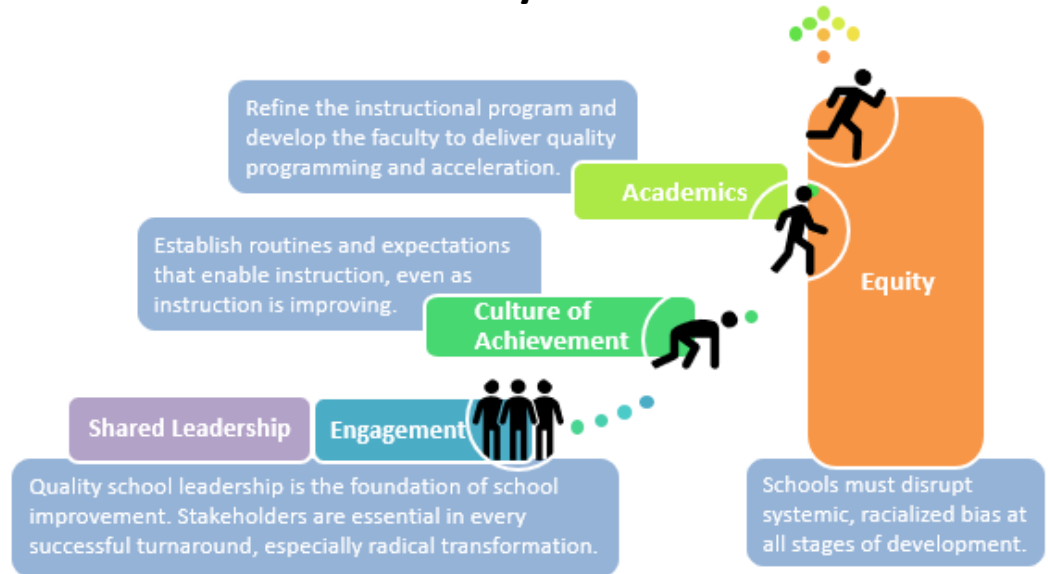 Refine the instructional program and
develop the faculty to deliver quality
programming and acceleration.
Academics
Establish routines and expectations
that enable instruction, even as
instruction is improving.
Culture of
Achievement
Equity
Shared Leadership
Engagement
Quality school leadership is the foundation of school
improvement. Stakeholders are essential in every
successful turnaround, especially radical transformation.
Schools must disrupt
systemic, racialized bias at
all stages of development.